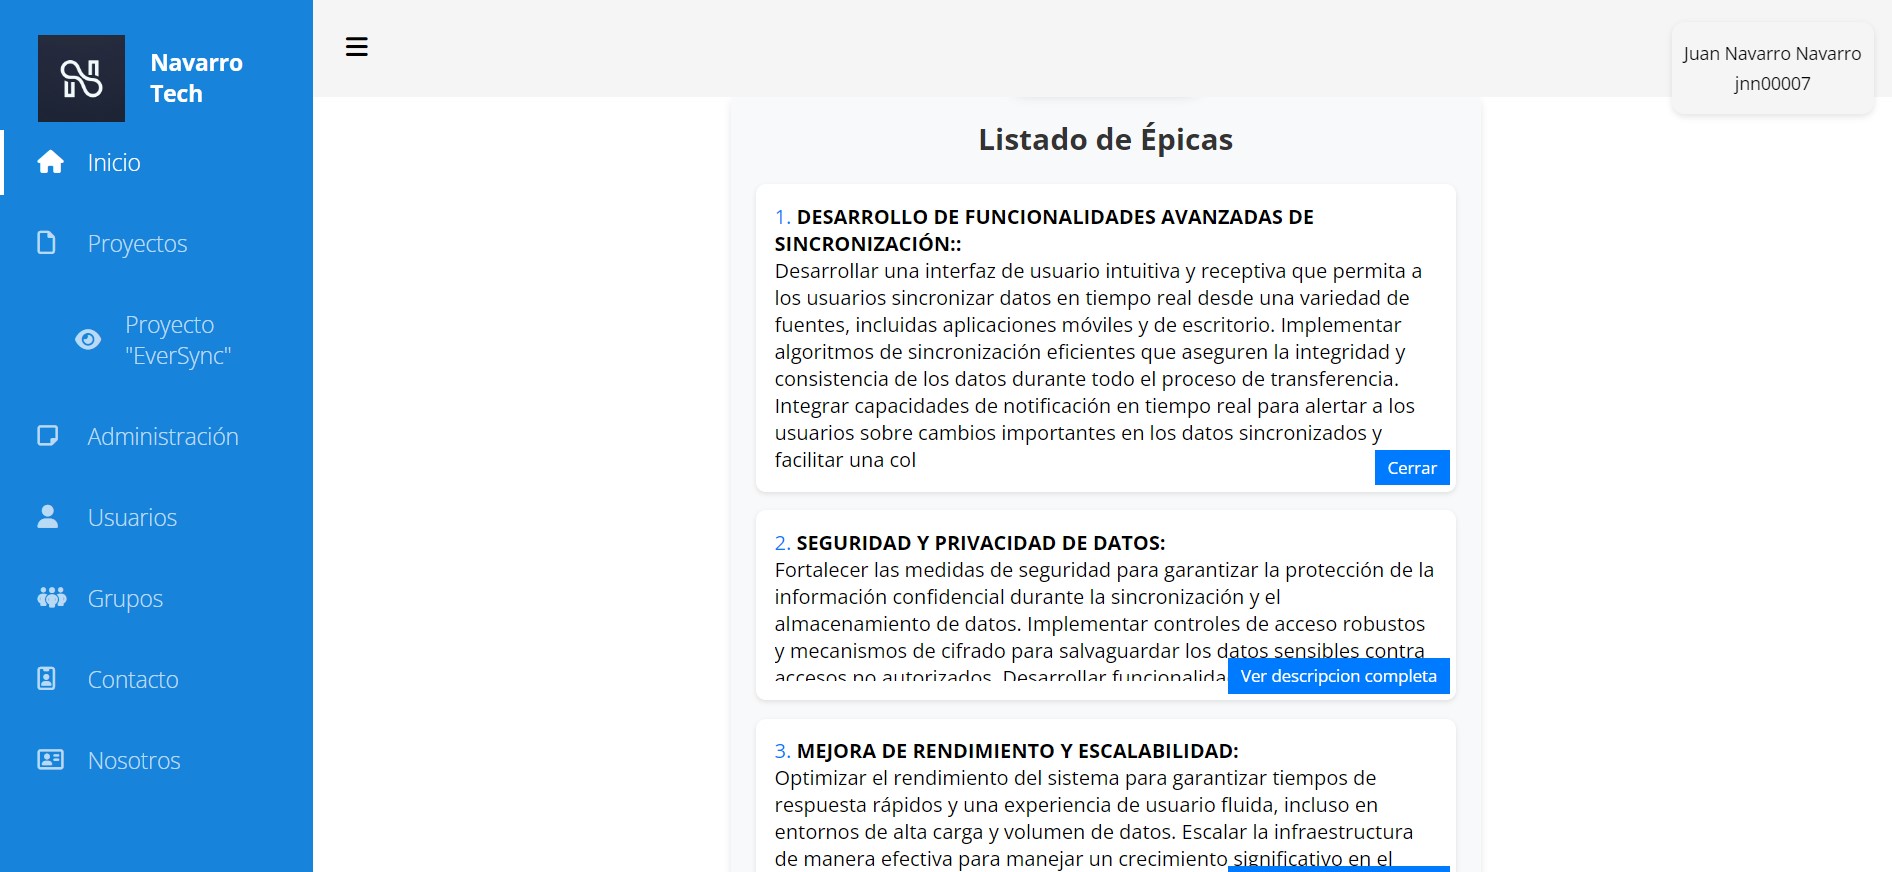 Navarro
Tech
Inicio
Proyectos
Proyecto
"EverSync"
Administración
Usuarios
Grupos
Contacto
Nosotros
Juan Navarro Navarro
jnn00007
Listado de Épicas
1. DESARROLLO DE FUNCIONALIDADES AVANZADAS DE
SINCRONIZACIÓN::
Desarrollar una interfaz de usuario intuitiva y receptiva que permita a
los usuarios sincronizar datos en tiempo real desde una variedad de
fuentes, incluidas aplicaciones móviles y de escritorio. Implementar
algoritmos de sincronización eficientes que aseguren la integridad y
consistencia de los datos durante todo el proceso de transferencia.
Integrar capacidades de notificación en tiempo real para alertar a los
usuarios sobre cambios importantes en los datos sincronizados y
facilitar una col
Cerrar
2. SEGURIDAD Y PRIVACIDAD DE DATOS:
Fortalecer las medidas de seguridad para garantizar la protección de la
información confidencial durante la sincronización y el
almacenamiento de datos. Implementar controles de acceso robustos
y mecanismos de cifrado para salvaguardar los datos sensibles contra
accesos no autorizados. Desarrollar funcionalida
Ver descripcion completa
3. MEJORA DE RENDIMIENTO Y ESCALABILIDAD:
Optimizar el rendimiento del sistema para garantizar tiempos de
respuesta rápidos y una experiencia de usuario fluida, incluso en
entornos de alta carga y volumen de datos. Escalar la infraestructura
de manera efectiva para manejar un crecimiento significativo en el